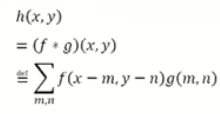 h(x, y)
= (f * g)(x, y)
≝ ∑ f(x − m, y − n)g(m, n)
m,n